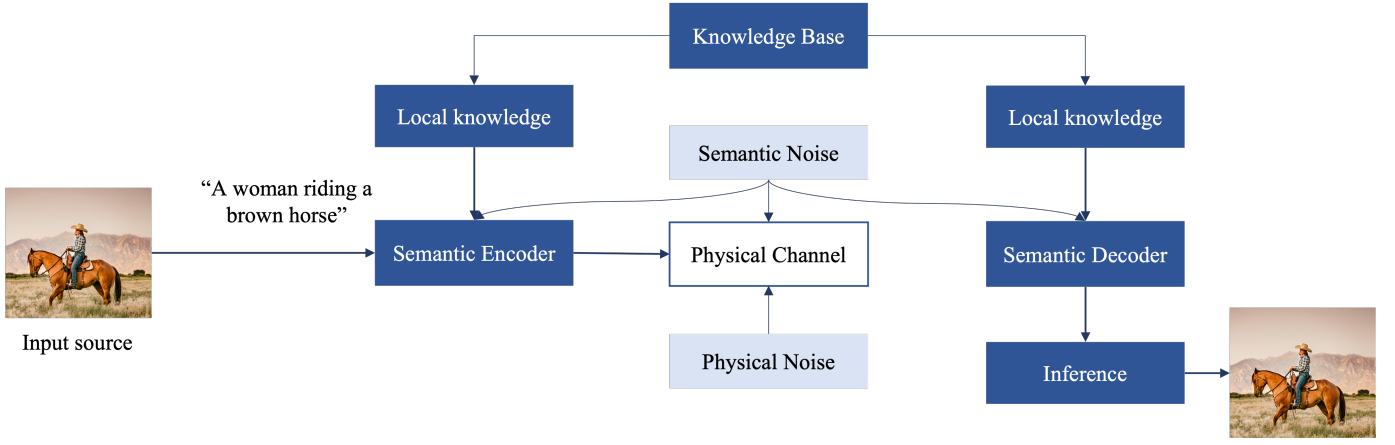 Knowledge Base
Local knowledge
Local knowledge
Semantic Noise
“A woman riding a
brown horse”
Semantic Encoder
Physical Channel
Semantic Decoder
Input source
Physical Noise
Inference